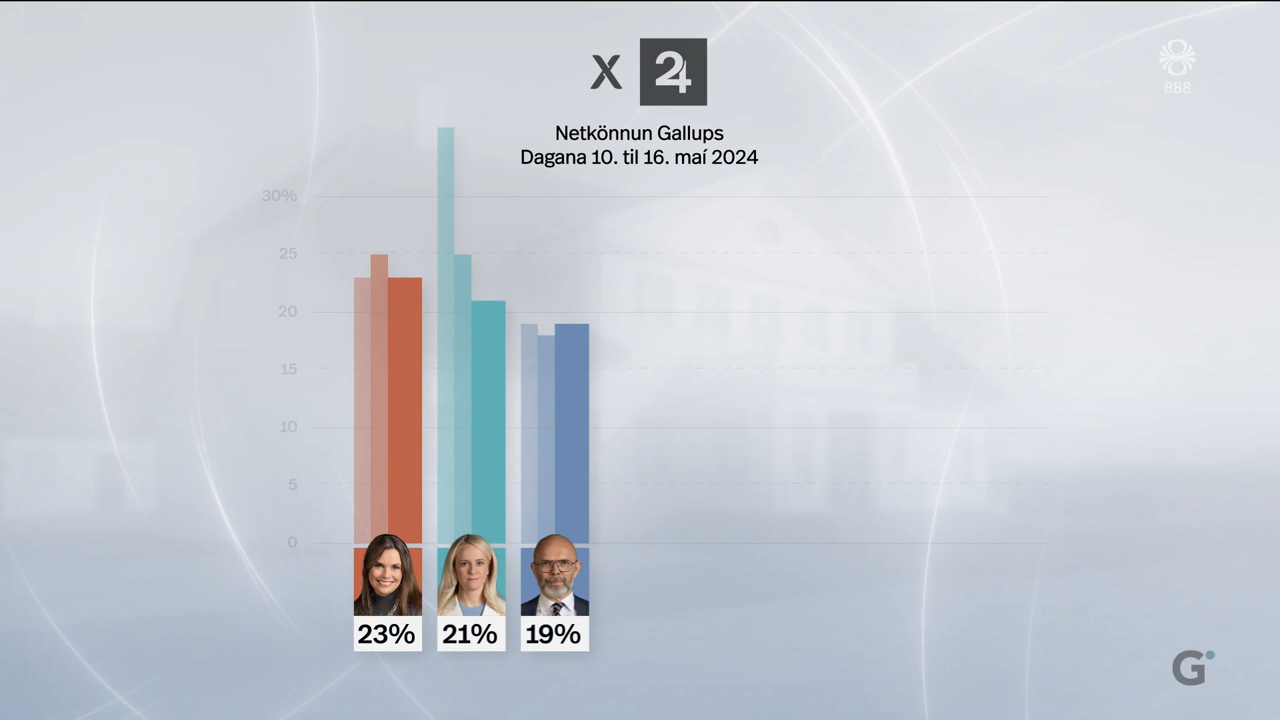 X 24
Netkönnun Gallups
Dagana 10. til 16. maí 2024
888
30%
25
20
15
10
5
0
23% 21% 19%
G